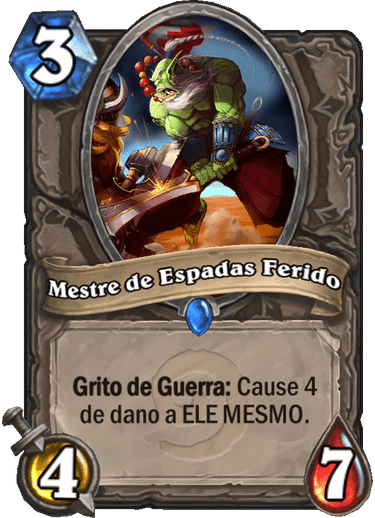 3
Mestre de Espadas Ferido
Grito de Guerra: Cause 4
de dano a ELE MESMO.
4
7